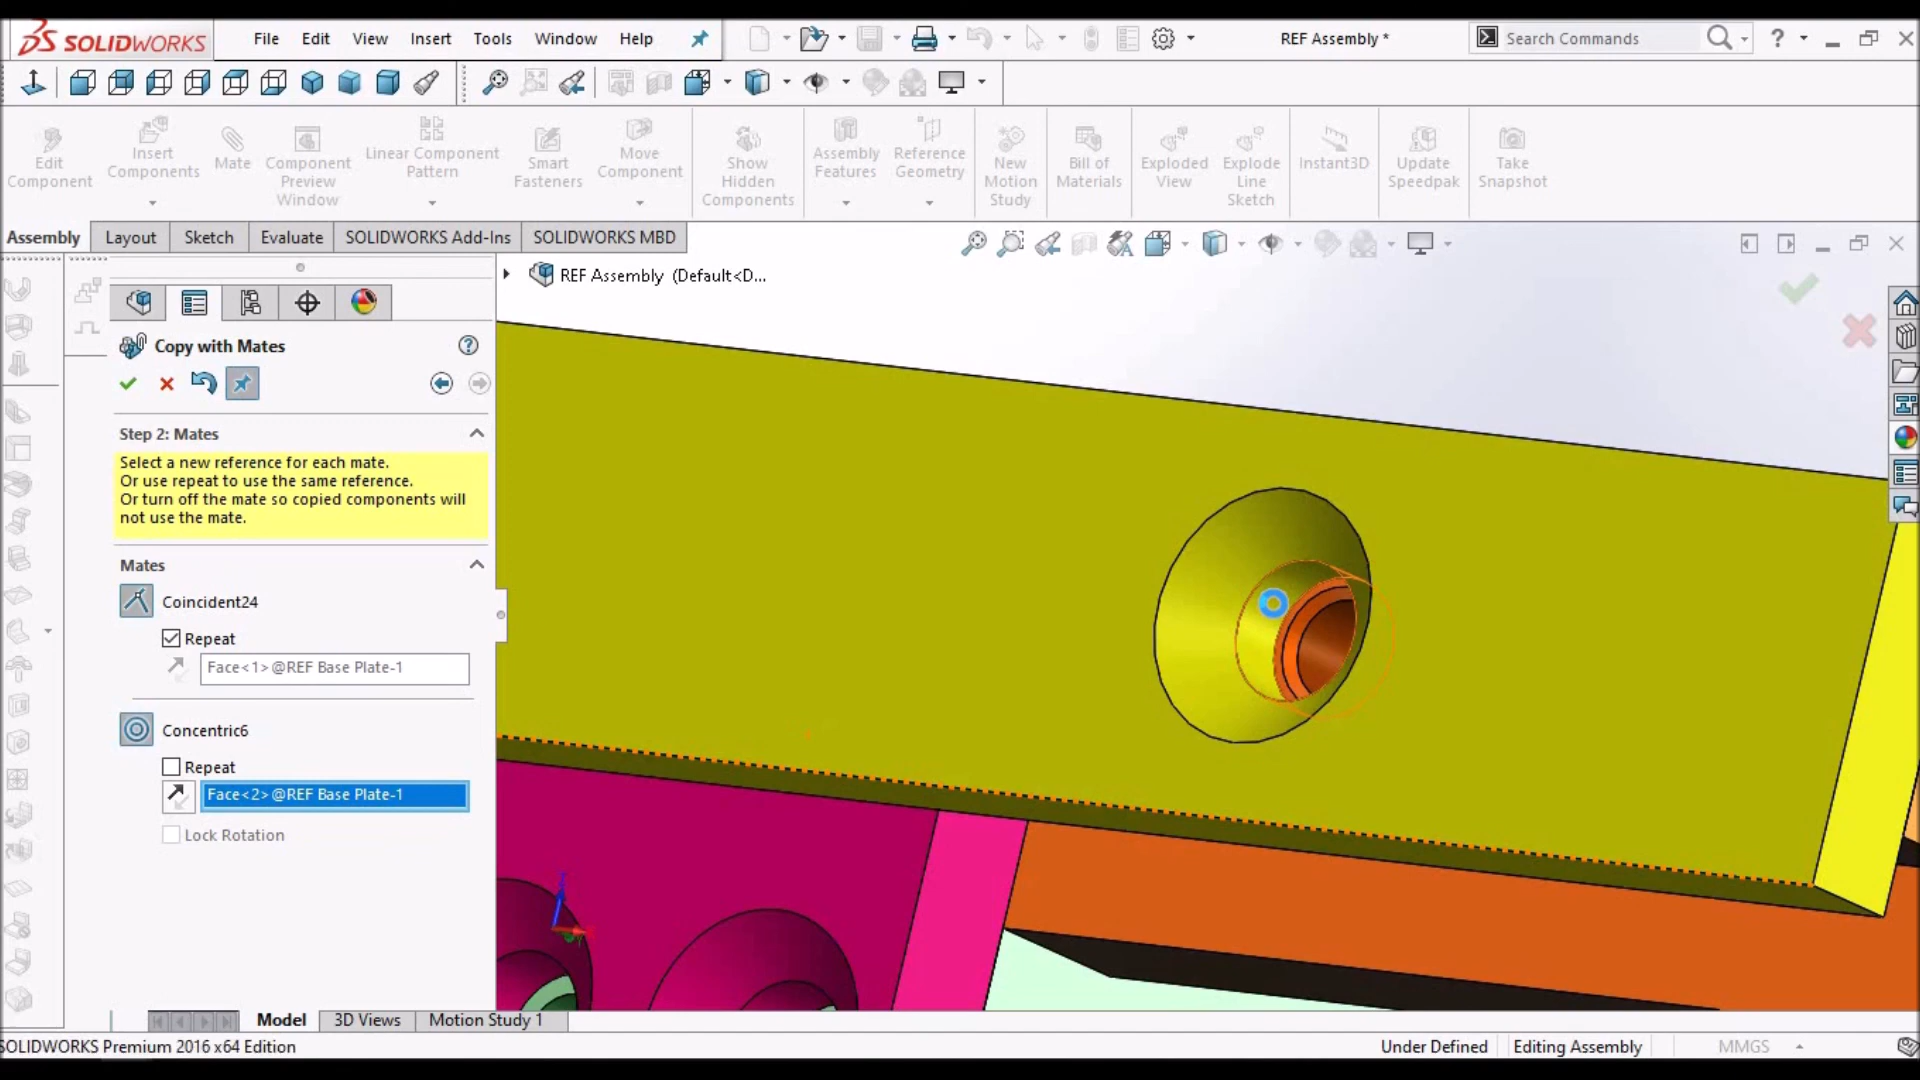 SOLIDWORKS
File Edit View Insert Tools Window Help
REF Assembly *
Search Commands
?
Edit Component
Insert Components
Mate
Component Preview Window
Linear Component Pattern
Smart Fasteners
Move Component
Show Hidden Components
Assembly Features
Reference Geometry
New Motion Study
Bill of Materials
Exploded View
Explode Line Sketch
Instant3D
Update Speedpak
Take Snapshot
Assembly Layout Sketch Evaluate SOLIDWORKS Add-Ins SOLIDWORKS MBD
REF Assembly (Default<D...
Copy with Mates
Step 2: Mates
Select a new reference for each mate.
Or use repeat to use the same reference.
Or turn off the mate so copied components will
not use the mate.
Mates
Coincident24
Repeat
Face<1>@REF Base Plate-1
Concentric6
Repeat
Face<2>@REF Base Plate-1
Lock Rotation
Model 3D Views Motion Study 1
SOLIDWORKS Premium 2016 x64 Edition
Under Defined Editing Assembly MMGS